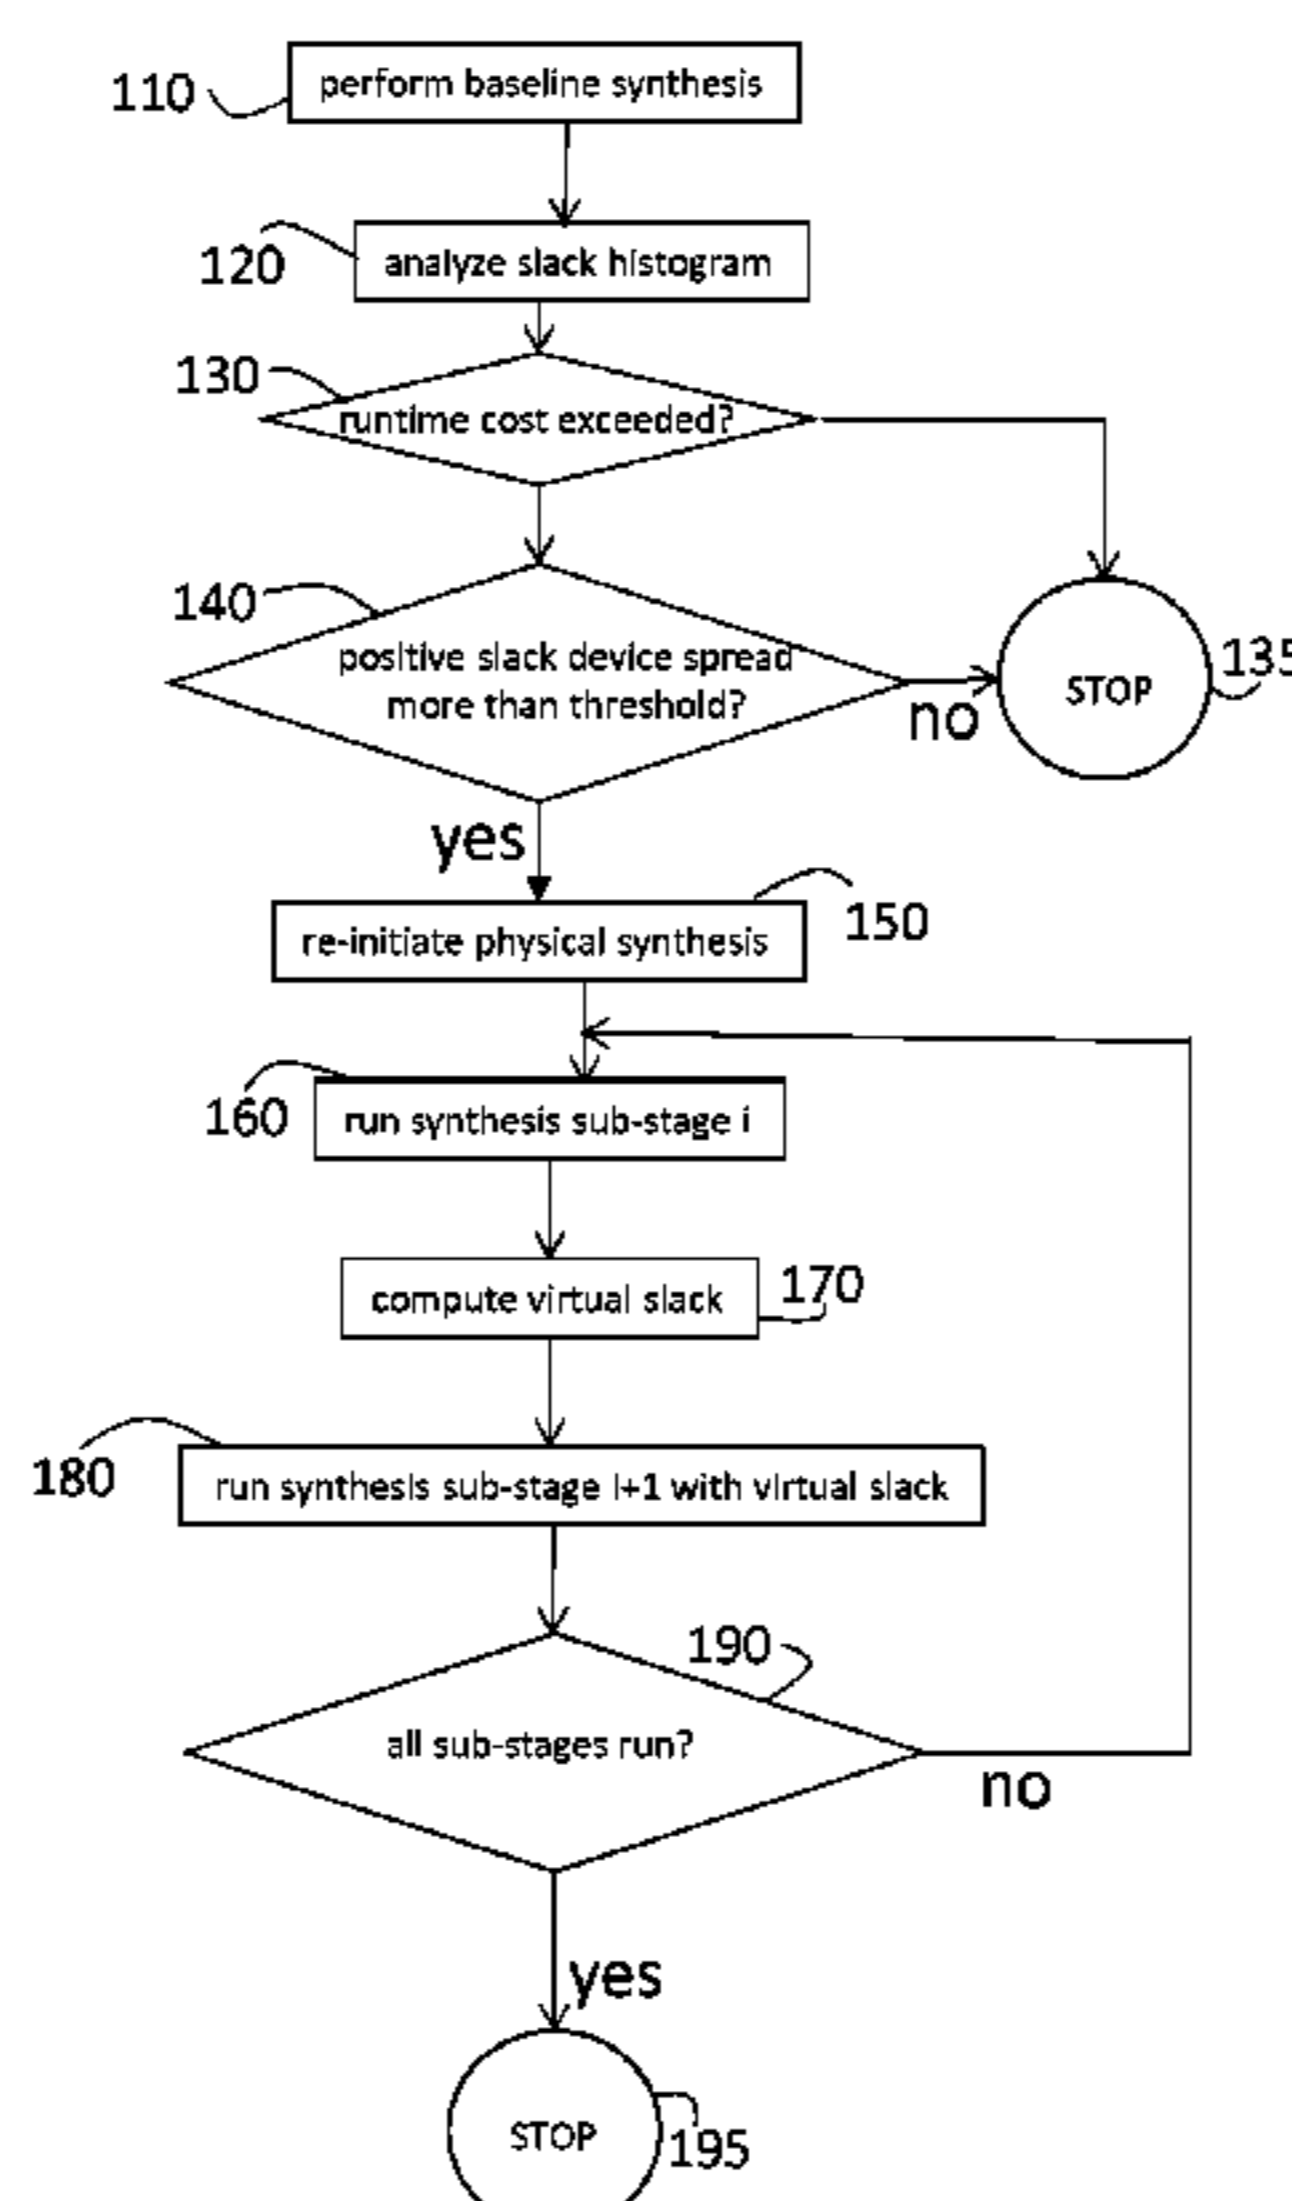 110
perform baseline synthesis
120
analyze slack histogram
130
runtime cost exceeded?
140
positive slack device spread
more than threshold?
no
STOP
135
yes
150
re-initiate physical synthesis
160
run synthesis sub-stage i
170
compute virtual slack
180
run synthesis sub-stage i+1 with virtual slack
190
all sub-stages run?
no
yes
STOP
195